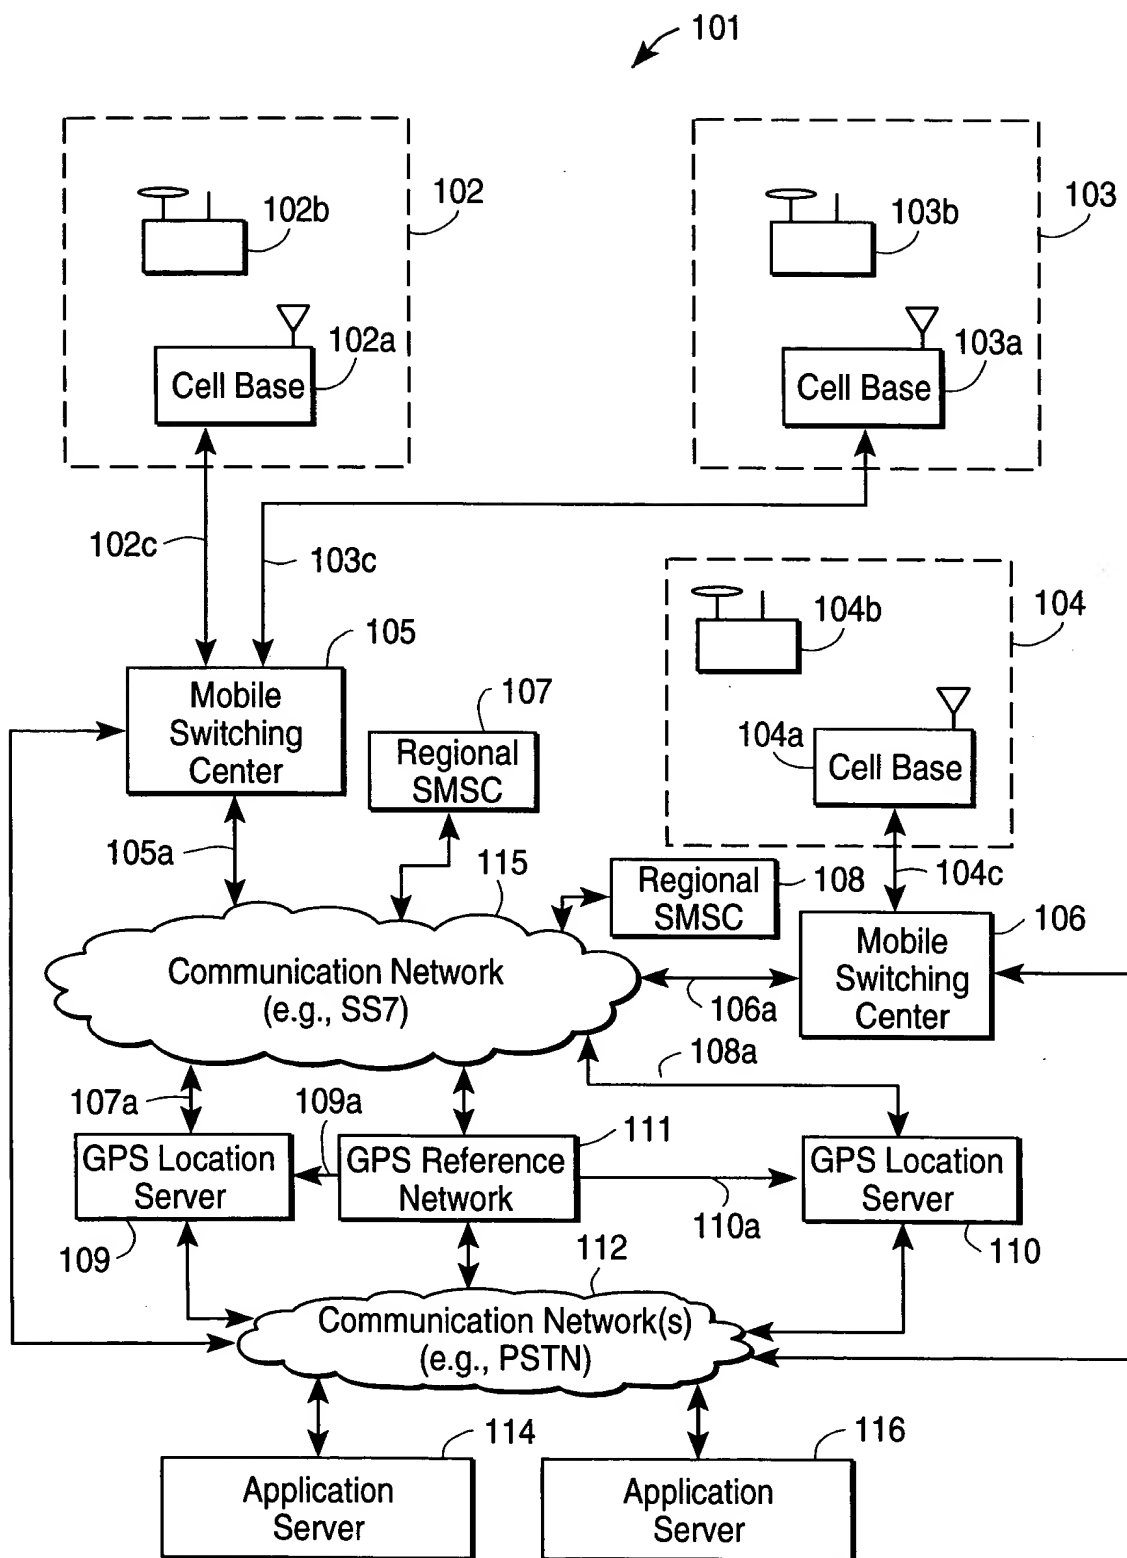 101
102
102b
102a
Cell Base
103
103b
103a
Cell Base
102c
103c
104
104b
104a
Cell Base
105
Mobile
Switching
Center
107
Regional
SMSC
105a
115
108
Regional
SMSC
104c
106
Mobile
Switching
Center
Communication Network
(e.g., SS7)
106a
108a
107a
109a
111
GPS Location
Server
GPS Reference
Network
GPS Location
Server
110a
109
112
110
Communication Network(s)
(e.g., PSTN)
114
116
Application
Server
Application
Server